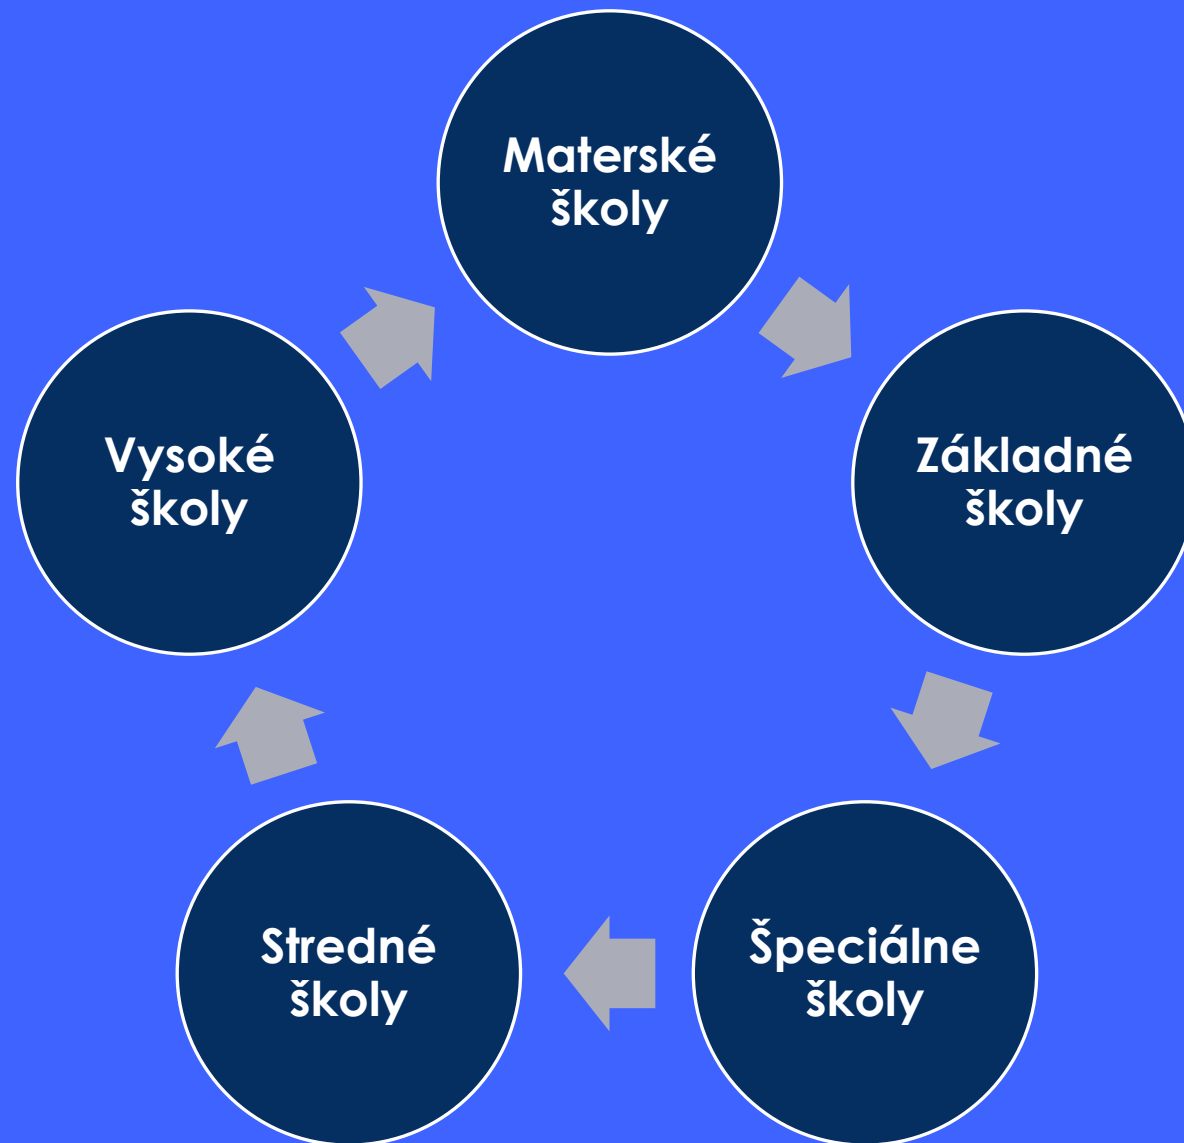 Materské
školy
Základné
školy
Špeciálne
školy
Stredné
školy
Vysoké
školy